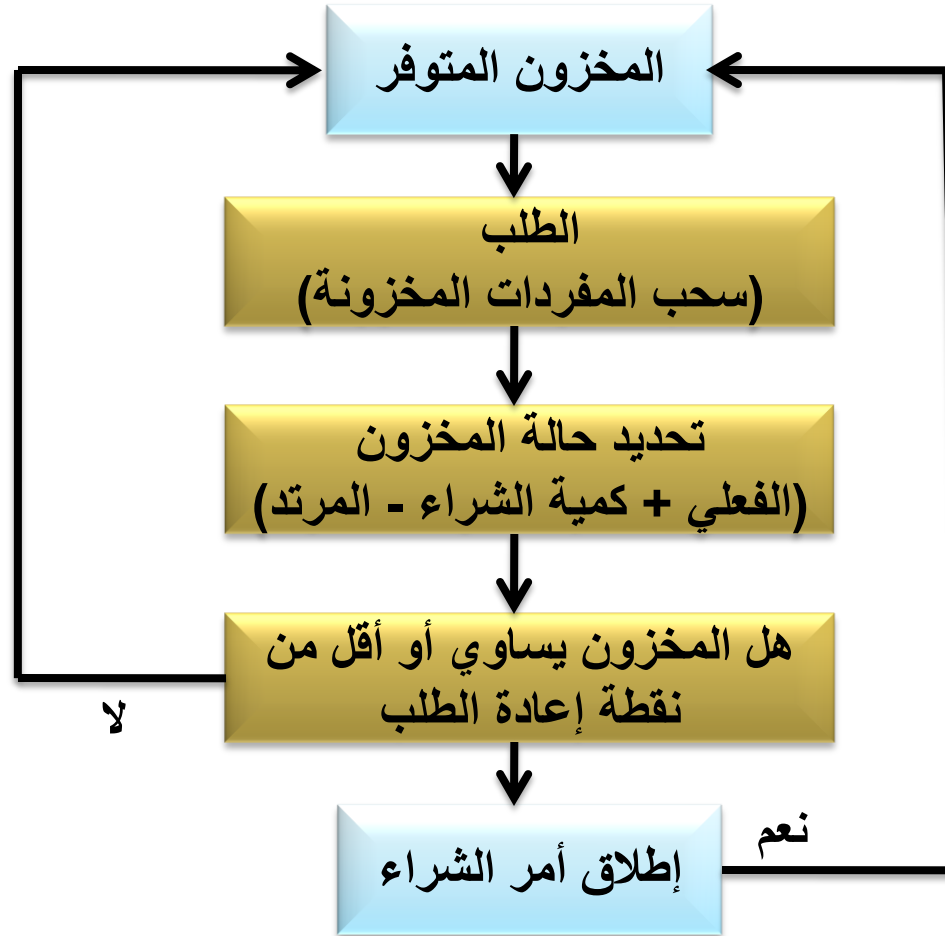 المخزون المتوفر
الطلب
(سحب المفردات المخزونة)
تحديد حالة المخزون
(الفعلي + كمية الشراء - المرتد)
هل المخزون يساوي أو أقل من
نقطة إعادة الطلب
لا
نعم
إطلاق أمر الشراء